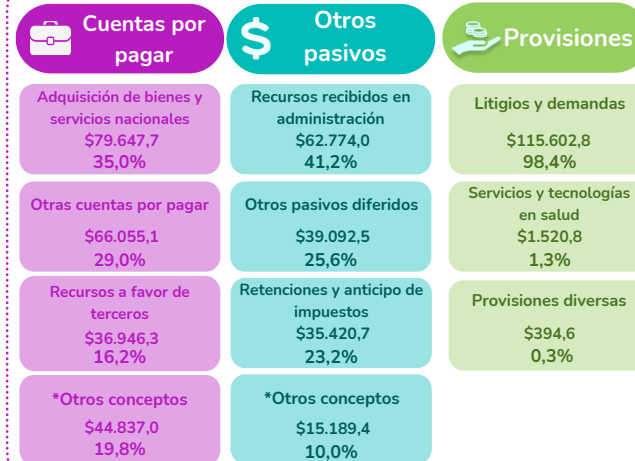 Cuentas por
pagar
Adquisición de bienes y
servicios nacionales
$79.647,7
35,0%
Otras cuentas por pagar
$66.055,1
29,0%
Recursos a favor de
terceros
$36.946,3
16,2%
*Otros conceptos
$44.837,0
19,8%
$
Otros
pasivos
Recursos recibidos en
administración
$62.774,0
41,2%
Otros pasivos diferidos
$39.092,5
25,6%
Retenciones y anticipo de
impuestos
$35.420,7
23,2%
*Otros conceptos
$15.189,4
10,0%
Provisiones
Litigios y demandas
$115.602,8
98,4%
Servicios y tecnologías
en salud
$1.520,8
1,3%
Provisiones diversas
$394,6
0,3%